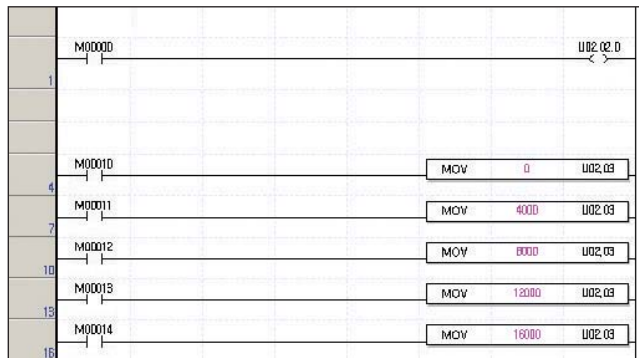 M0000D U02.02.0
1
M0001D MOV 0 U02.03
4
M00011 MOV 4000 U02.03
7
M00012 MOV 8000 U02.03
10
M00013 MOV 12000 U02.03
13
M00014 MOV 16000 U02.03
16